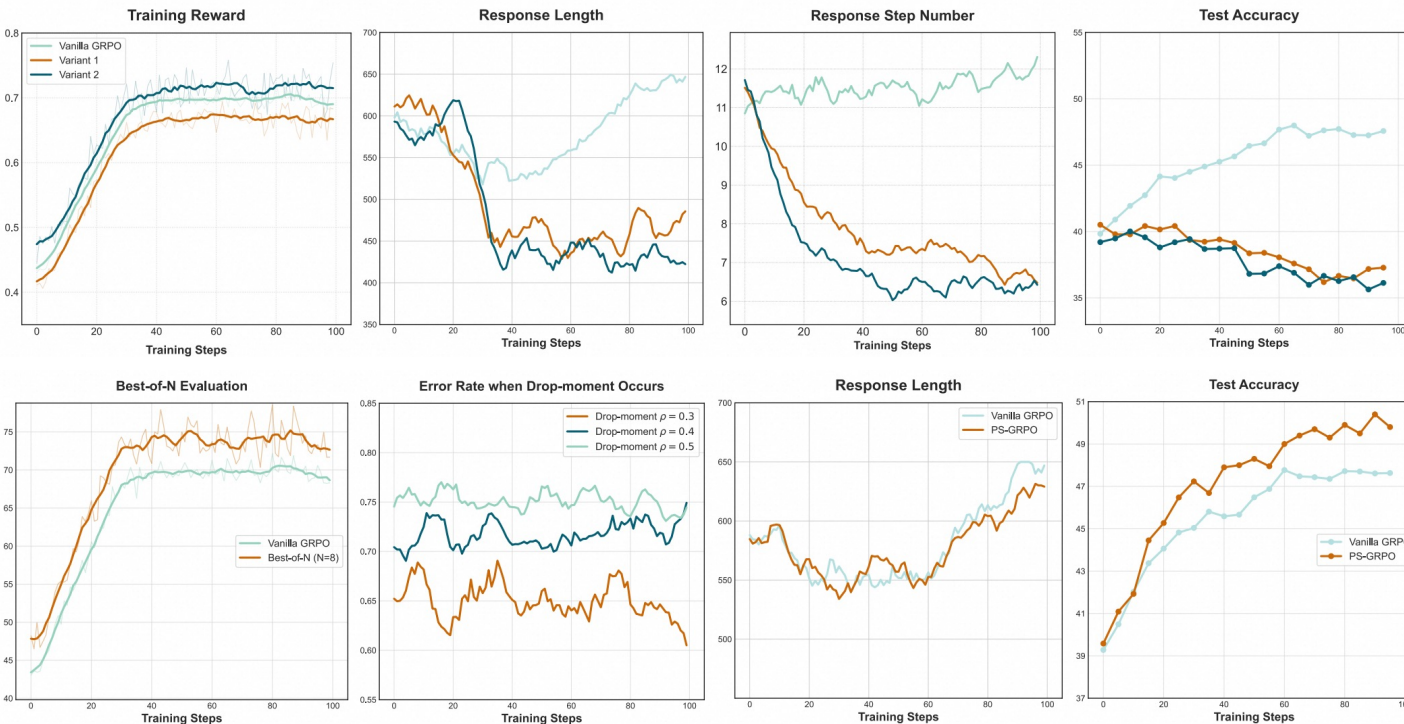 Training Reward
0.8
0.7
0.6
0.5
0.4
Vanilla GRPO
Variant 1
Variant 2
0 20 40 60 80 100
Training Steps
Response Length
700
650
600
550
500
450
400
350
0 20 40 60 80 100
Training Steps
Response Step Number
12
11
10
9
8
7
6
0 20 40 60 80 100
Training Steps
Test Accuracy
55
50
45
40
35
0 20 40 60 80 100
Training Steps
Best-of-N Evaluation
75
70
65
60
55
50
45
40
Vanilla GRPO
Best-of-N (N=8)
0 20 40 60 80 100
Training Steps
Error Rate when Drop-moment Occurs
0,85
0,80
0,75
0,70
0,65
0,60
0,55
Drop-moment ρ = 0.3
Drop-moment ρ = 0.4
Drop-moment ρ = 0.5
0 20 40 60 80 100
Training Steps
Response Length
700
650
600
550
500
Vanilla GRPO
PS-GRPO
0 20 40 60 80 100
Training Steps
Test Accuracy
51
49
47
45
43
41
39
37
Vanilla GRPO
PS-GRPO
0 20 40 60 80 100
Training Steps